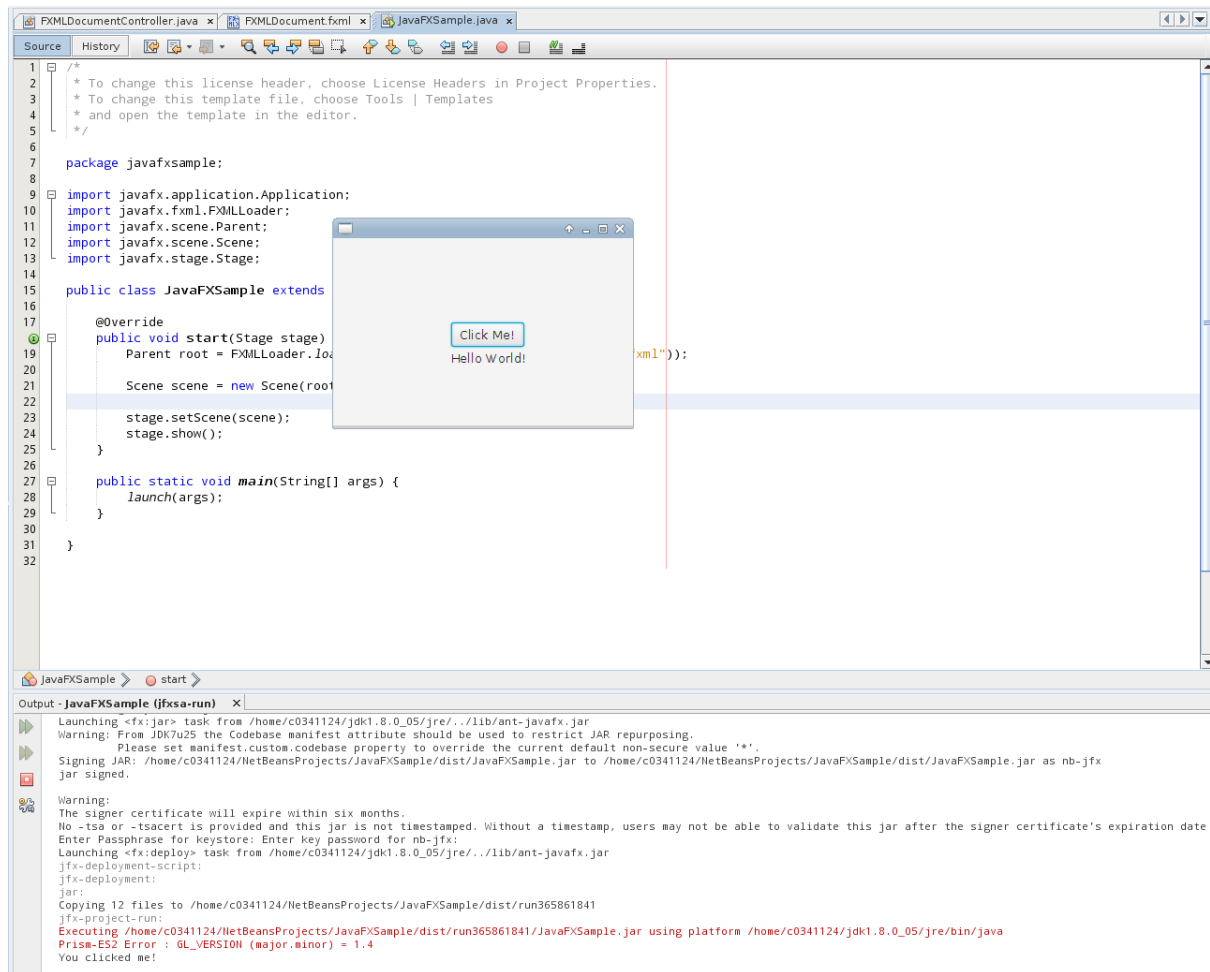 FXMLDocumentController.java × FXMLDocument.fxml × JavaFXSample.java ×
Source History
1 /*
2 * To change this license header, choose License Headers in Project Properties.
3 * To change this template file, choose Tools | Templates
4 * and open the template in the editor.
5 */
6
7 package javafxsample;
8
9 import javafx.application.Application;
10 import javafx.fxml.FXMLLoader;
11 import javafx.scene.Parent;
12 import javafx.scene.Scene;
13 import javafx.stage.Stage;
14
15 public class JavaFXSample extends
16
17 @Override
public void start(Stage stage)
19 Parent root = FXMLLoader. xml"));
20
21 Scene scene = new Scene(root
22
23 stage.setScene(scene);
24 stage.show();
25 }
26
27 public static void main(String[] args) {
28 launch(args);
29 }
30
31 }
32
Click Me!
Hello World!
JavaFXSample start
Output - JavaFXSample (jfxsa-run) ×
Launching <fx:jar> task from /home/c0341124/jdk1.8.0_05/jre/../lib/ant-javafx.jar
Warning: From JDK7u25 the Codebase manifest attribute should be used to restrict JAR repurposing.
Please set manifest.custom.codebase property to override the current default non-secure value '*'.
Signing JAR: /home/c0341124/NetBeansProjects/JavaFXSample/dist/JavaFXSample.jar to /home/c0341124/NetBeansProjects/JavaFXSample/dist/JavaFXSample.jar as nb-jfx
jar signed.
Warning:
The signer certificate will expire within six months.
No -tsa or -tsacert is provided and this jar is not timestamped. Without a timestamp, users may not be able to validate this jar after the signer certificate's expiration date
Enter Passphrase for keystore: Enter key password for nb-jfx:
Launching <fx:deploy> task from /home/c0341124/jdk1.8.0_05/jre/../lib/ant-javafx.jar
jfx-deployment-script:
jfx-deployment:
jar:
Copying 12 files to /home/c0341124/NetBeansProjects/JavaFXSample/dist/run365861841
jfx-project-run:
Executing /home/c0341124/NetBeansProjects/JavaFXSample/dist/run365861841/JavaFXSample.jar using platform /home/c0341124/jdk1.8.0_05/jre/bin/java
Prism-ES2 Error : GL_VERSION (major.minor) = 1.4
You clicked me!